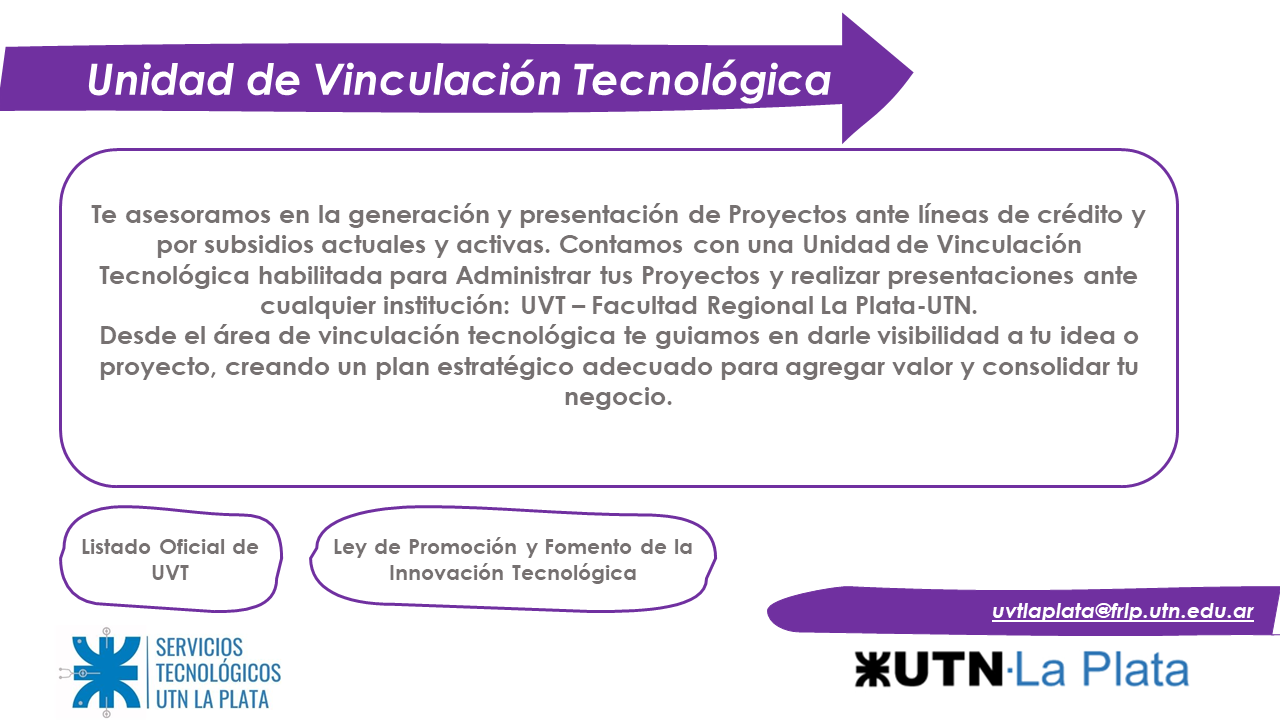 Unidad de Vinculación Tecnológica
Te asesoramos en la generación y presentación de Proyectos ante líneas de crédito y
por subsidios actuales y activas. Contamos con una Unidad de Vinculación
Tecnológica habilitada para Administrar tus Proyectos y realizar presentaciones ante
cualquier institución: UVT – Facultad Regional La Plata-UTN.
Desde el área de vinculación tecnológica te guiamos en darle visibilidad a tu idea o
proyecto, creando un plan estratégico adecuado para agregar valor y consolidar tu
negocio.
Listado Oficial de
UVT
Ley de Promoción y Fomento de la
Innovación Tecnológica
uvtlaplata@frlp.utn.edu.ar
SERVICIOS
TECNOLÓGICOS
UTN LA PLATA
UTN·La Plata